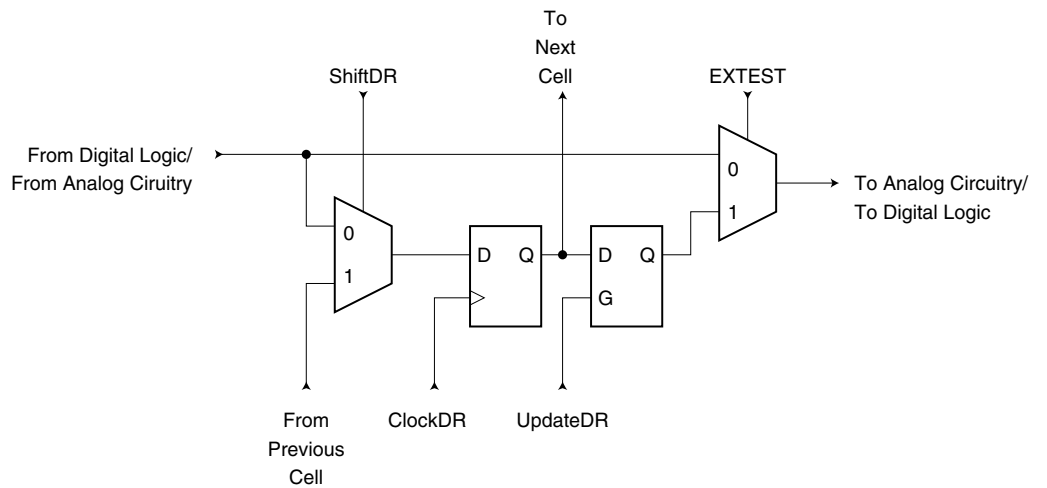 To
Next
Cell
ShiftDR
EXTEST
From Digital Logic/
From Analog Ciruitry
0
1
To Analog Circuitry/
To Digital Logic
0
1
D Q
D Q
G
From
Previous
Cell
ClockDR
UpdateDR